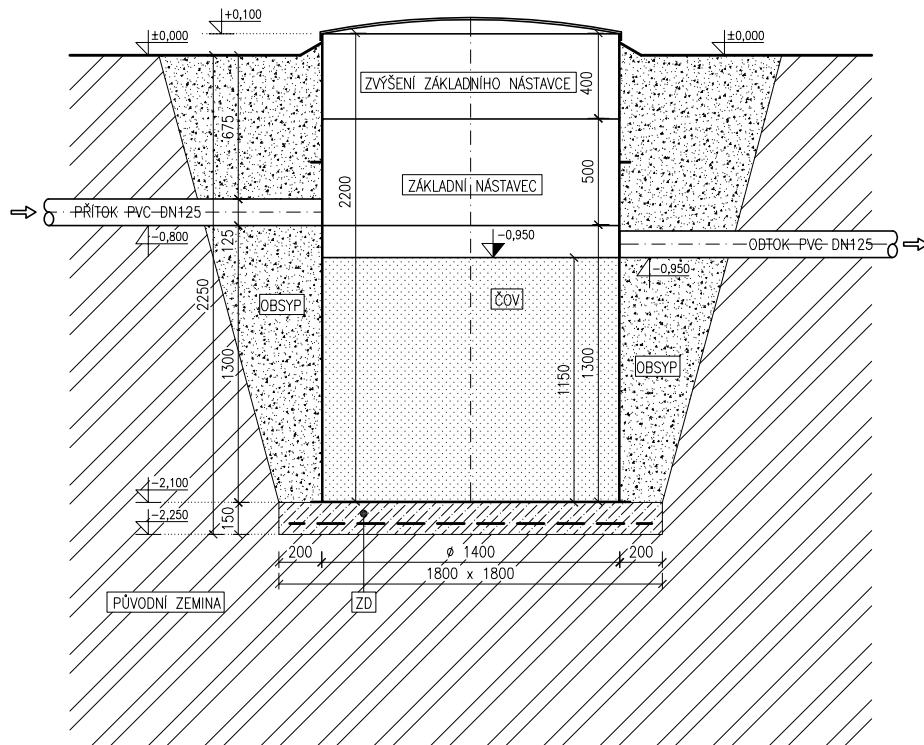 +0,100
±0,000
±0,000
ZVÝŠENÍ ZÁKLADNÍHO NÁSTAVCE
400
675
2200
ZÁKLADNÍ NÁSTAVEC
500
PŘÍTOK PVC DN125
-0,800
125
-0,950
ODTOK PVC DN125
-0,950
2250
OBSYP
ČOV
1300
1150
1300
OBSYP
-2,100
-2,250
150
200
ø 1400
200
1800 x 1800
PŮVODNÍ ZEMINA
ZD